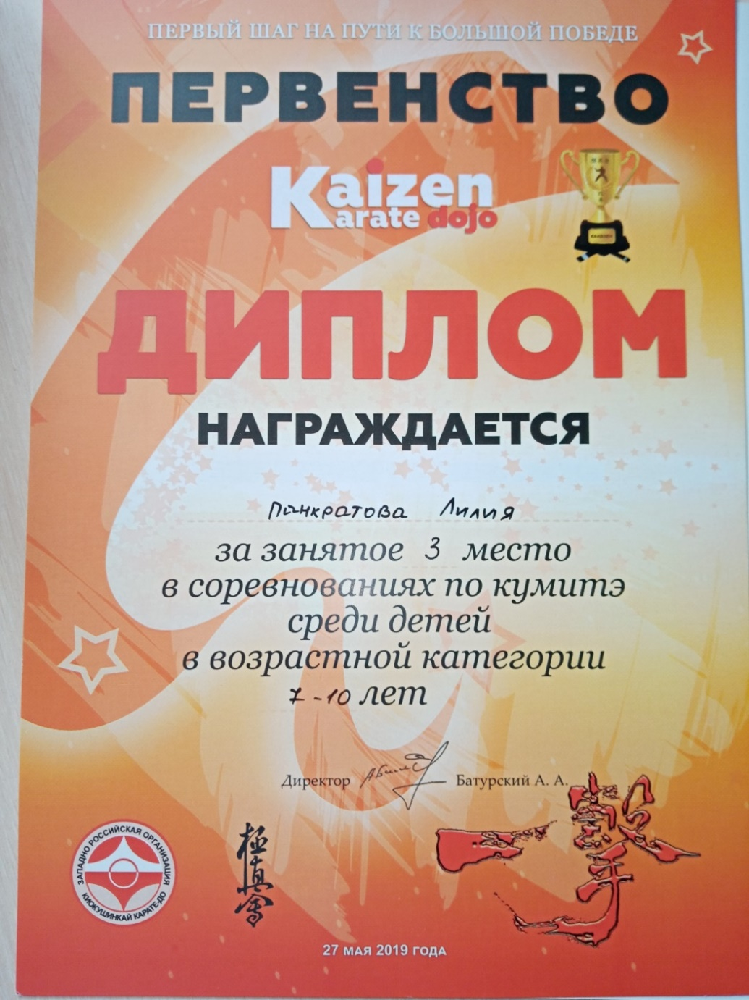 ПЕРВЫЙ ШАГ НА ПУТИ К БОЛЬШОЙ ПОБЕДЕ
ПЕРВЕНСТВО
Kaizen
Karate dojo
ДИПЛОМ
НАГРАЖДАЕТСЯ
Панкратова Лилия
за занятое 3 место
в соревнованиях по кумитэ
среди детей
в возрастной категории
7-10 лет
Директор Батурский А. А.
ЗАПАДНО РОССИЙСКАЯ ОРГАНИЗАЦИЯ
КИОКУШИНКАЙ КАРАТЕ-ДО
極真會
一撃
27 МАЯ 2019 ГОДА